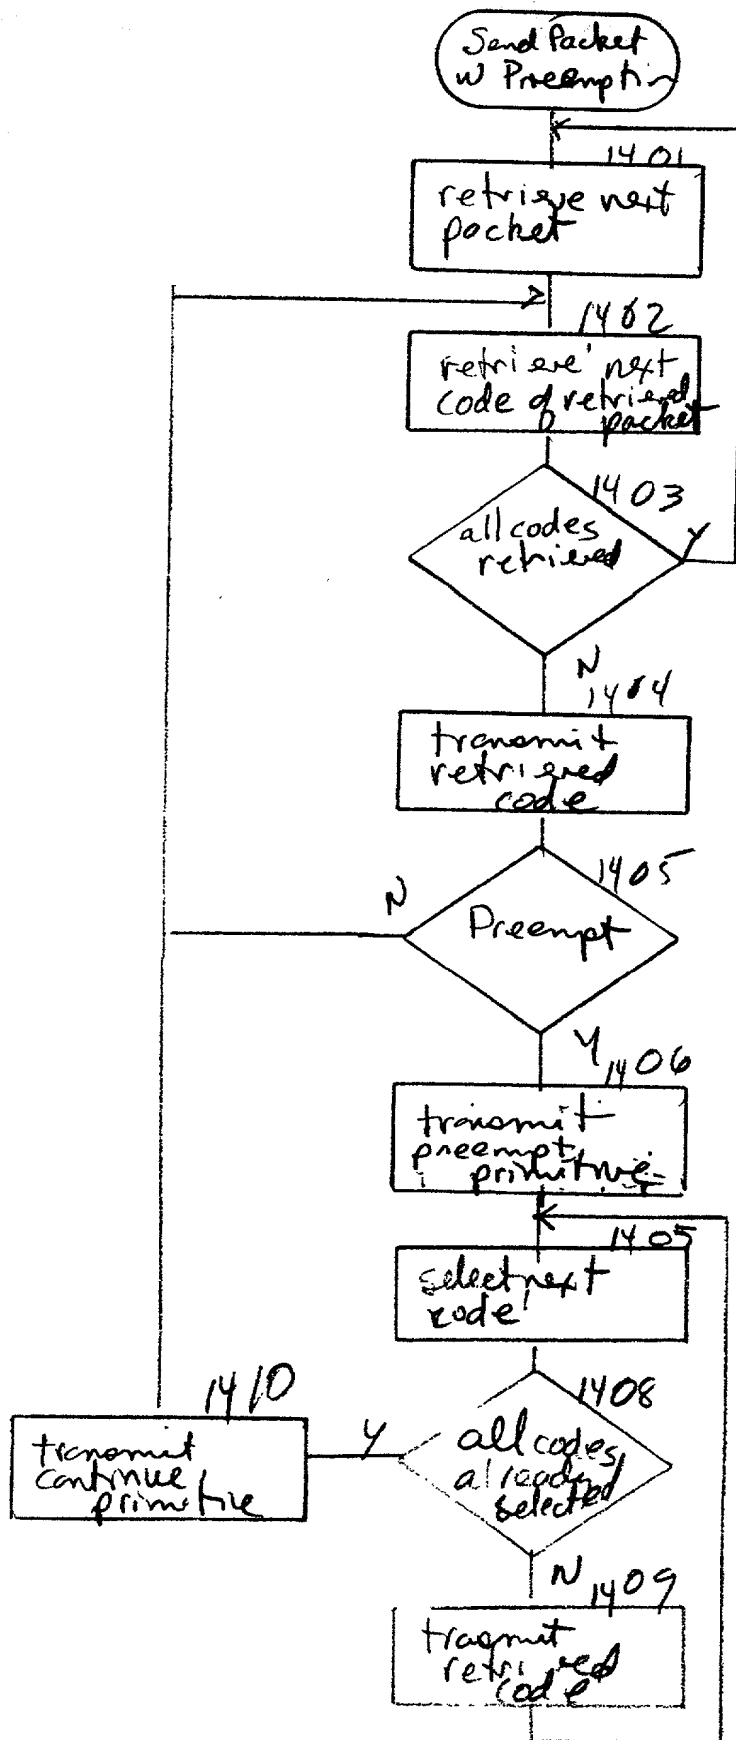 Send Packet
w Preemption
1401
retrieve next
packet
1402
retrieve next
code of retrieved
packet
1403
all codes
retrieved
Y
N
1404
transmit
retrieved
code
1405
N
Preempt
Y
1406
transmit
preempt
primitive
1405
select next
code
1408
all codes
already
selected
1410
Y
transmit
continue
primitive
N
1409
transmit
retrieved
code